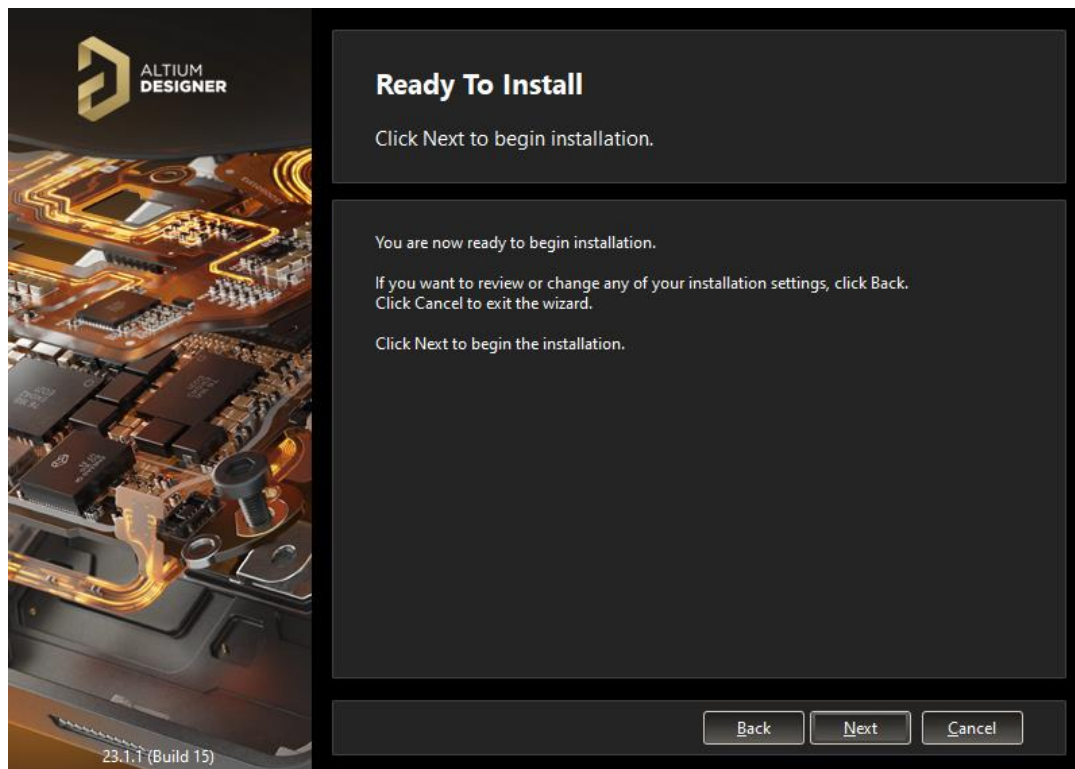 ALTIUM
DESIGNER
Ready To Install
Click Next to begin installation.
You are now ready to begin installation.
If you want to review or change any of your installation settings, click Back.
Click Cancel to exit the wizard.
Click Next to begin the installation.
Back
Next
Cancel
23.1.1 (Build 15)